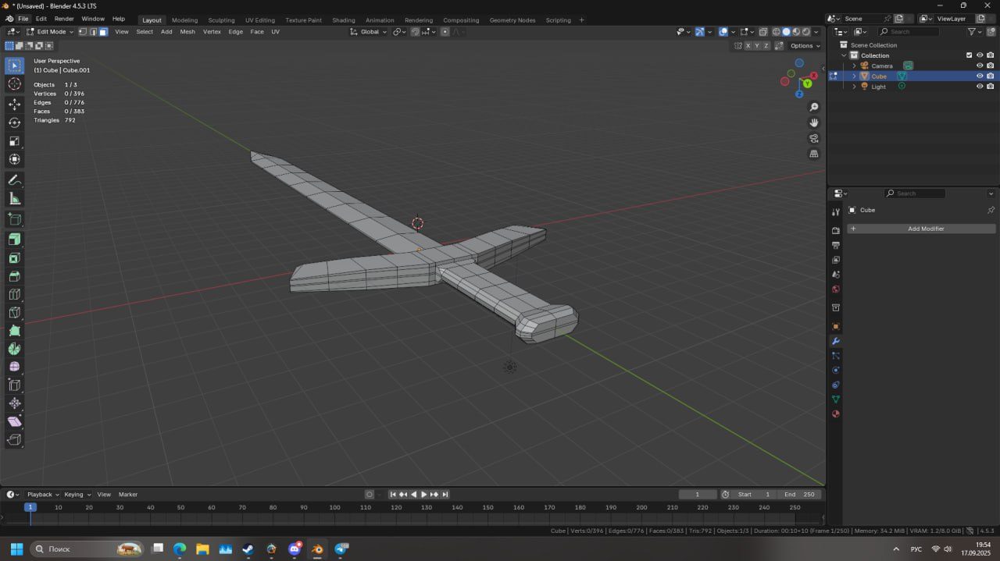 * (Unsaved) - Blender 4.5.3 LTS
File Edit Render Window Help Layout Modeling Sculpting UV Editing Texture Paint Shading Animation Rendering Compositing Geometry Nodes Scripting + Scene ViewLayer
Edit Mode View Select Add Mesh Vertex Edge Face UV Global Search
X Y Z Options
Scene Collection
Collection
Camera
Cube
Light
User Perspective
(1) Cube | Cube.001
Objects 1 / 3
Vertices 0 / 396
Edges 0 / 776
Faces 0 / 383
Triangles 792
X
Y
Z
Search
Cube
+ Add Modifier
Playback Keying View Marker 1 Start 1 End 250
1 10 20 30 40 50 60 70 80 90 100 110 120 130 140 150 160 170 180 190 200 210 220 230 240 250
Cube | Verts:0/396 | Edges:0/776 | Faces:0/383 | Tris:792 | Objects:1/3 | Duration: 00:10+10 (Frame 1/250) | Memory: 34.2 MiB | VRAM: 1.2/8.0 GiB | 4.5.3
Поиск РУС 19:54
17.09.2025